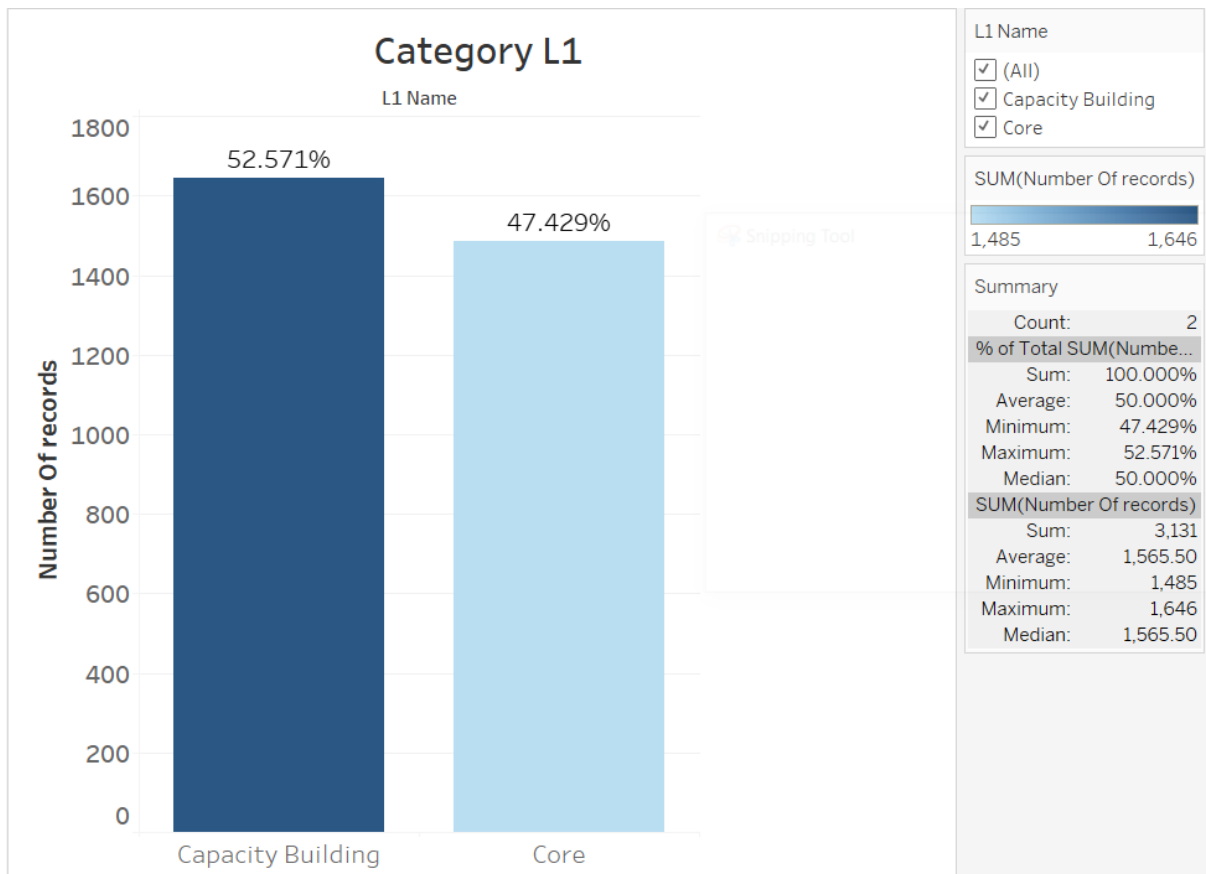 Category L1
L1 Name
Number Of records
1800
1600
1400
1200
1000
800
600
400
200
0
52.571%
47.429%
Capacity Building
Core
Snipping Tool
L1 Name
(All)
Capacity Building
Core
SUM(Number Of records)
1,485 1,646
Summary
Count: 2
% of Total SUM(Numbe...
Sum: 100.000%
Average: 50.000%
Minimum: 47.429%
Maximum: 52.571%
Median: 50.000%
SUM(Number Of records)
Sum: 3,131
Average: 1,565.50
Minimum: 1,485
Maximum: 1,646
Median: 1,565.50